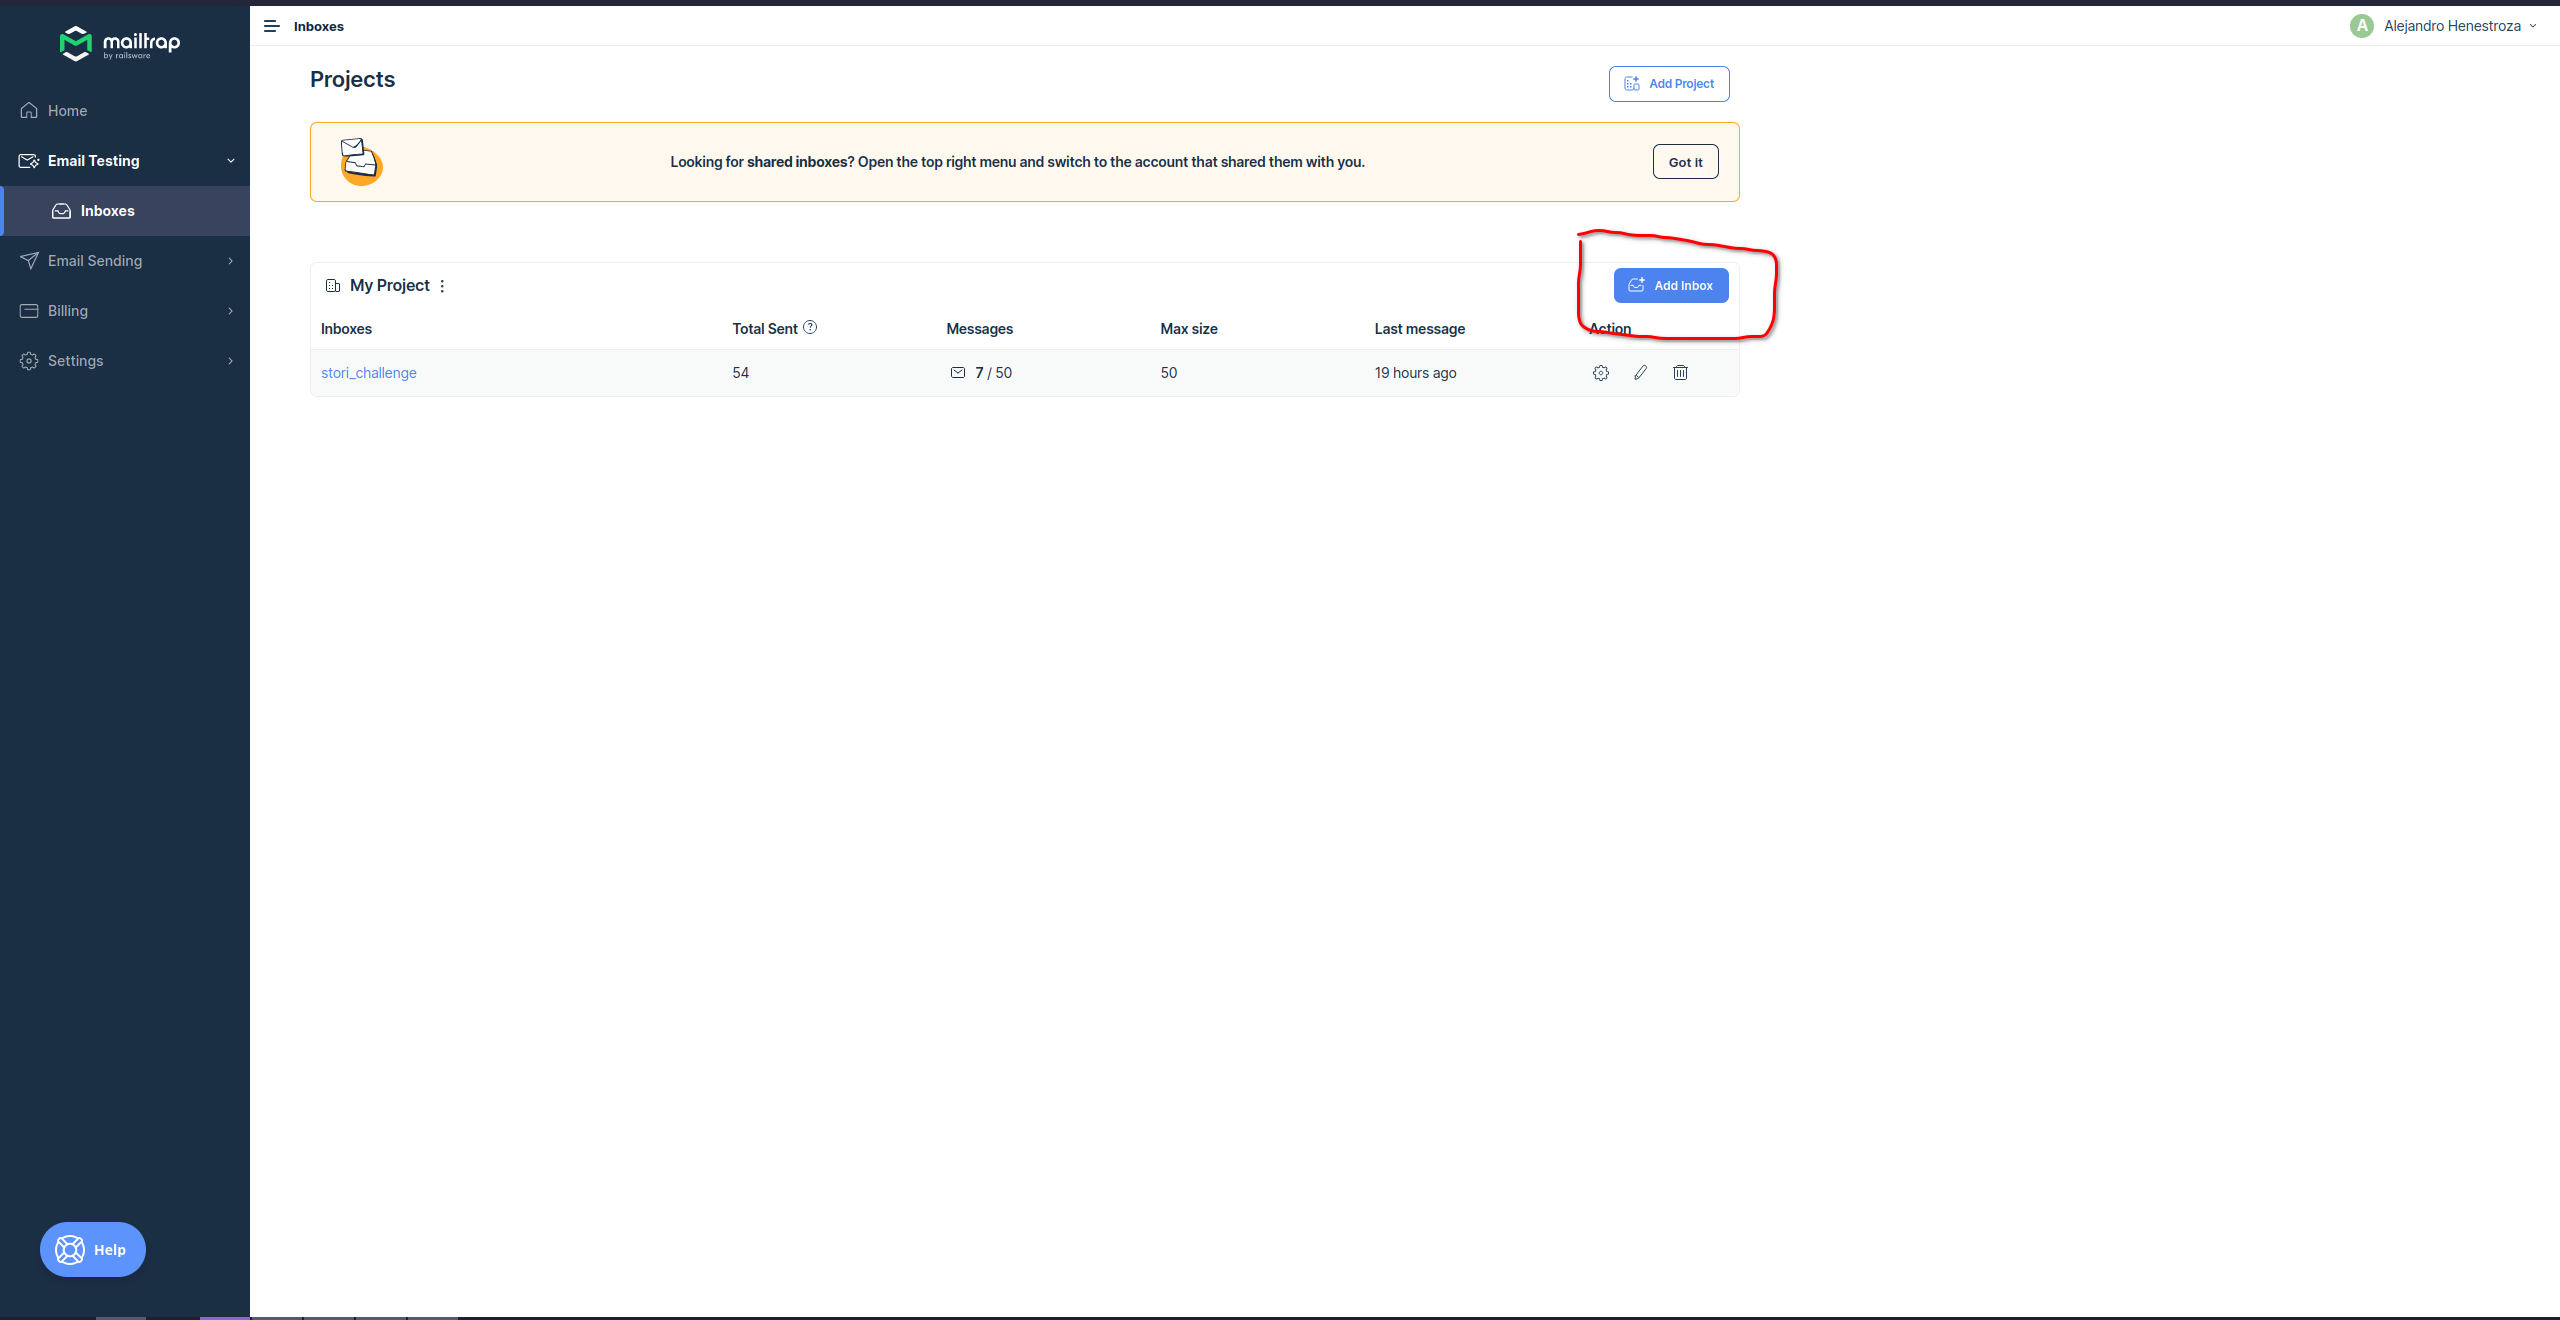 mailtrap
by railsware
Home
Email Testing
Inboxes
Email Sending
Billing
Settings
Help
Inboxes
A Alejandro Henestroza
Projects
Add Project
Looking for shared inboxes? Open the top right menu and switch to the account that shared them with you.
Got it
My Project
Add Inbox
Inboxes Total Sent ? Messages Max size Last message Action
stori_challenge 54 7 / 50 50 19 hours ago